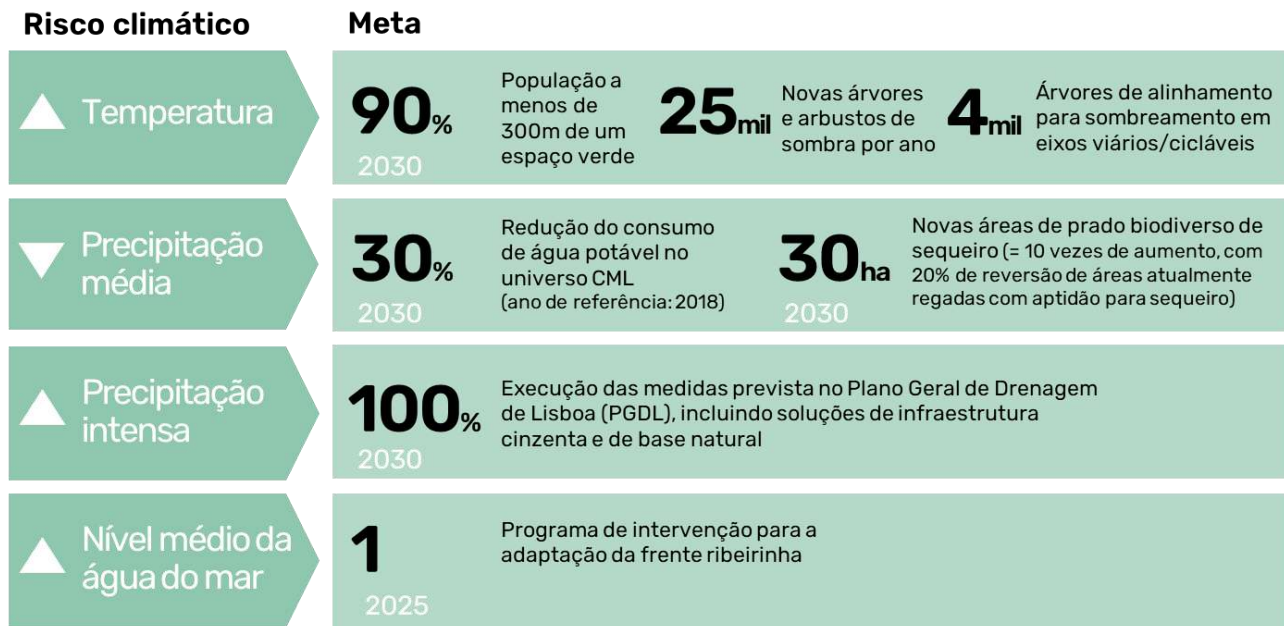 Risco climático
Meta
Temperatura
90%
2030
População a
menos de
300m de um
espaço verde
25mil
Novas árvores
e arbustos de
sombra por ano
4mil
Árvores de alinhamento
para sombreamento em
eixos viários/cicláveis
Precipitação
média
30%
2030
Redução do consumo
de água potável no
universo CML
(ano de referência: 2018)
30ha
2030
Novas áreas de prado biodiverso de
sequeiro (= 10 vezes de aumento, com
20% de reversão de áreas atualmente
regadas com aptidão para sequeiro)
Precipitação
intensa
100%
2030
Execução das medidas prevista no Plano Geral de Drenagem
de Lisboa (PGDL), incluindo soluções de infraestrutura
cinzenta e de base natural
Nível médio da
água do mar
1
2025
Programa de intervenção para a
adaptação da frente ribeirinha